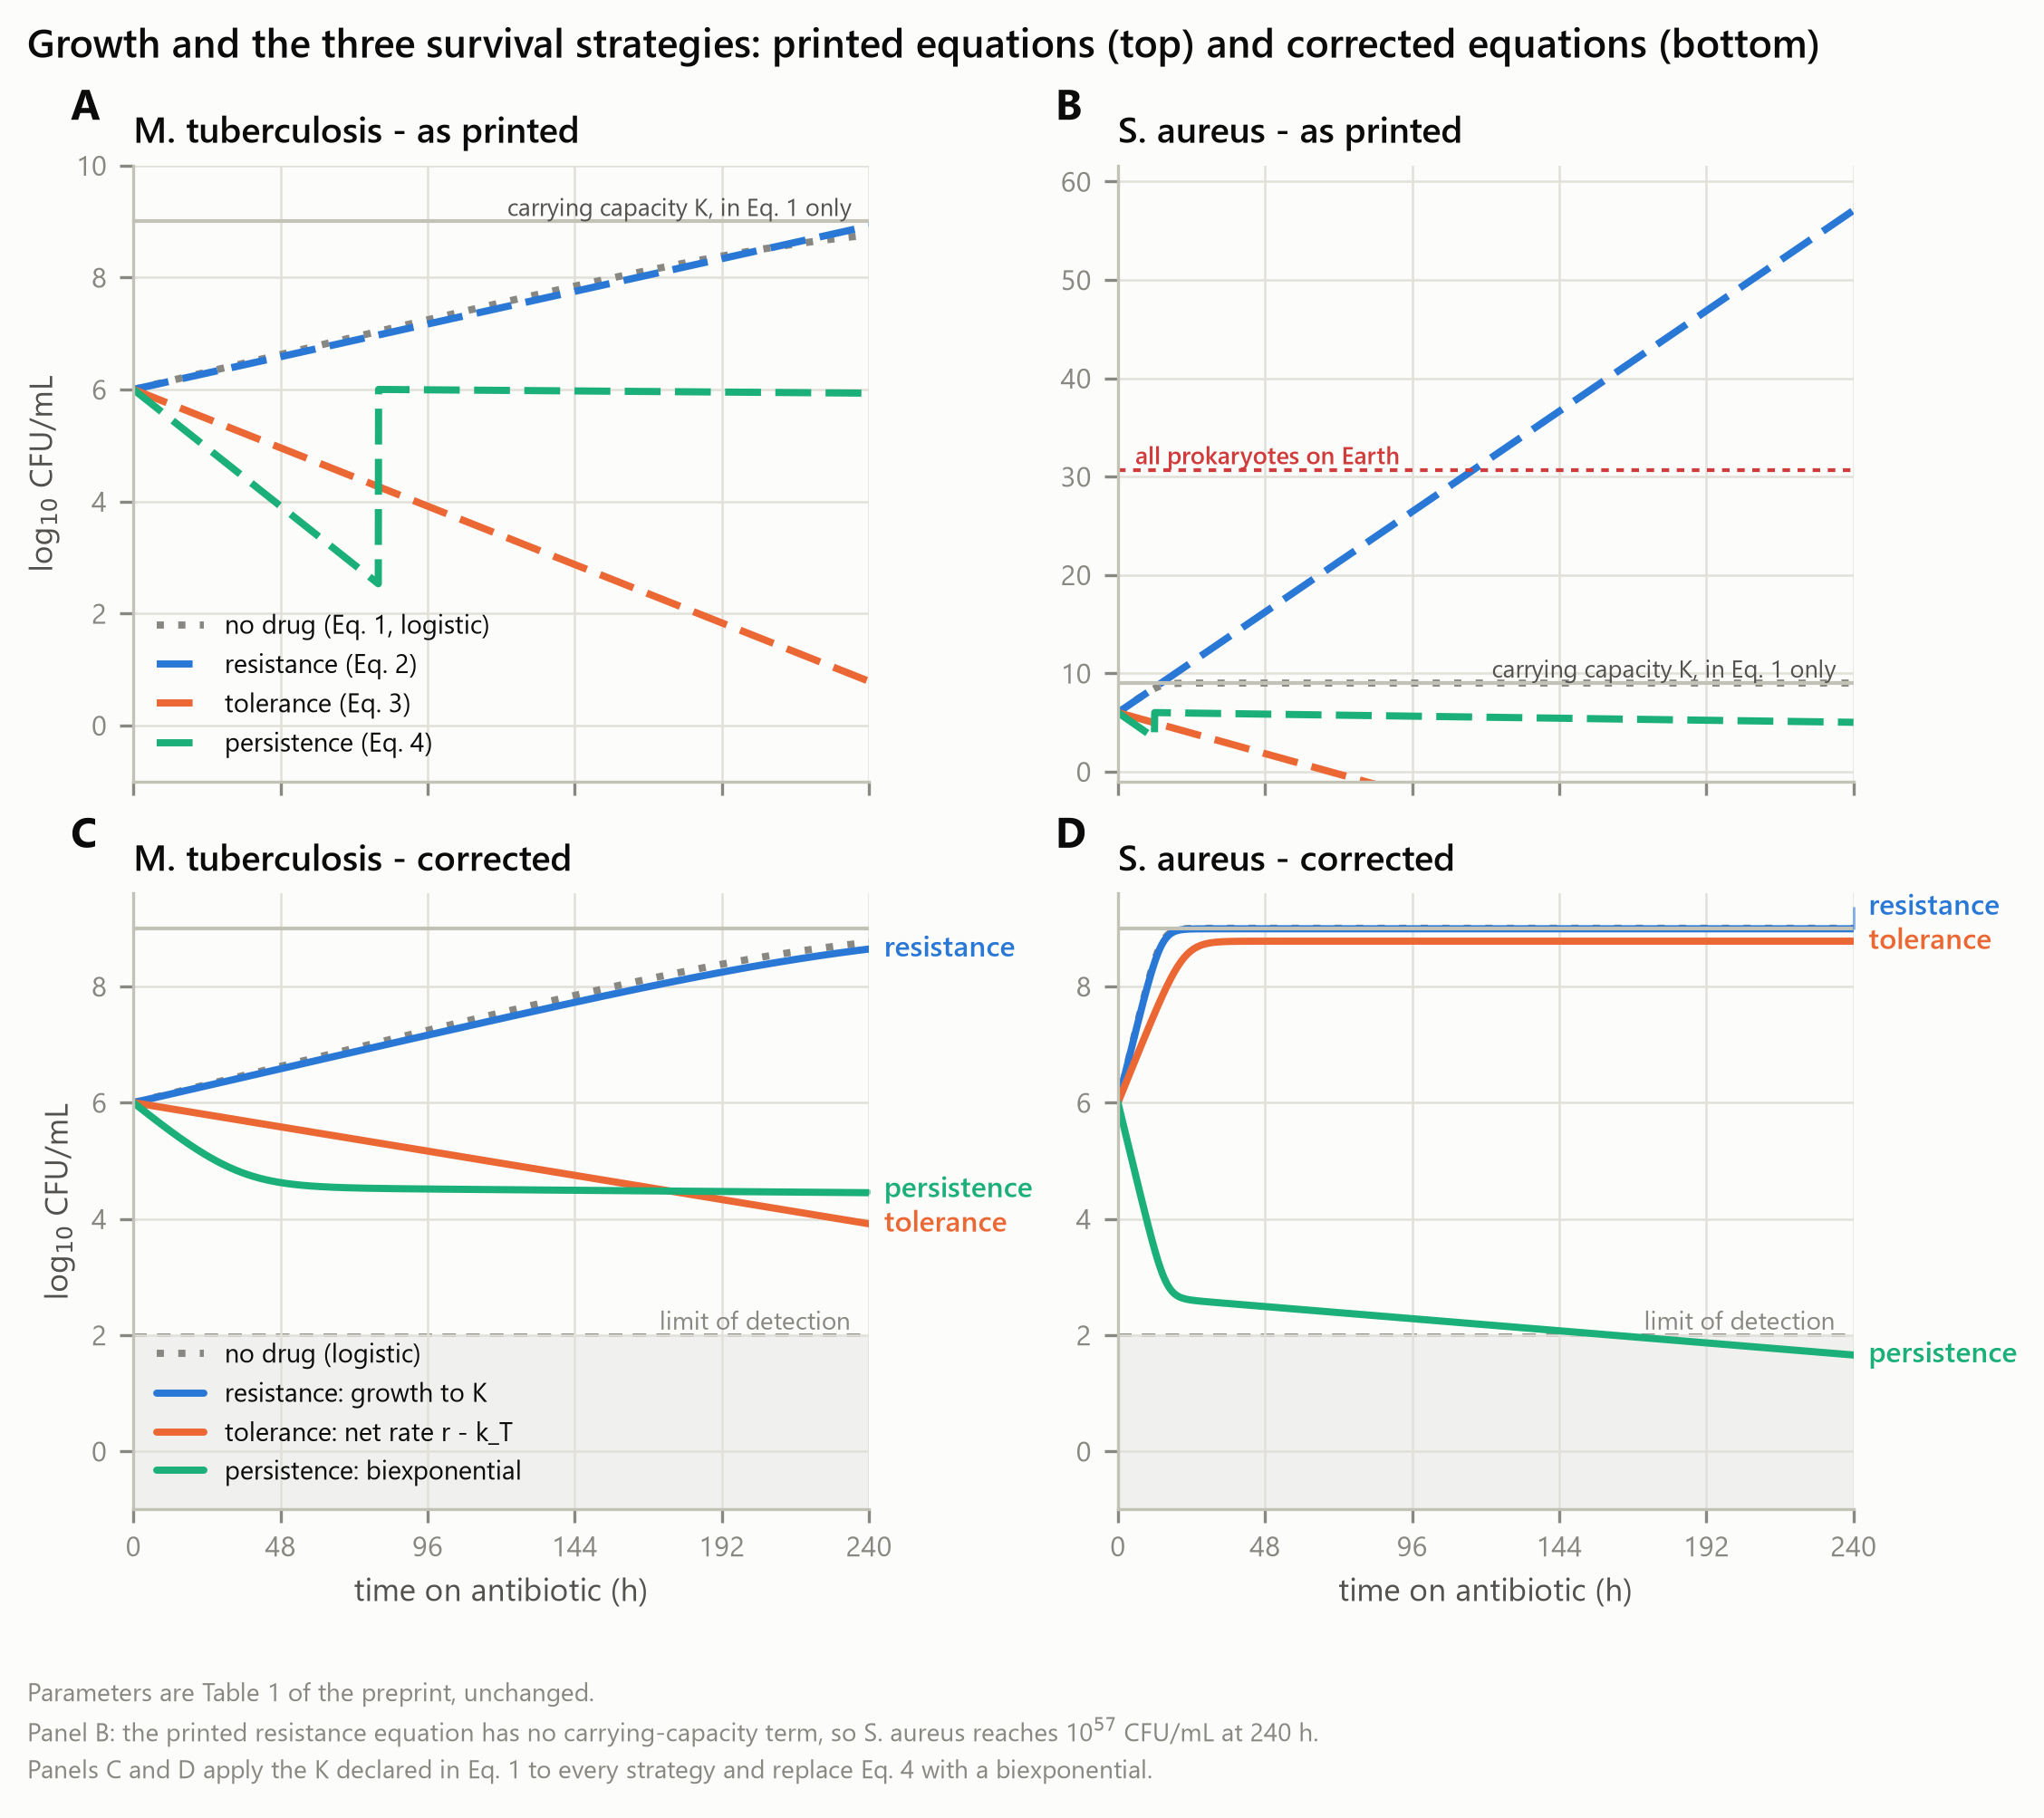 Growth and the three survival strategies: printed equations (top) and corrected equations (bottom)
A
M. tuberculosis - as printed
10
8
6
4
2
0
log10 CFU/mL
carrying capacity K, in Eq. 1 only
no drug (Eq. 1, logistic)
resistance (Eq. 2)
tolerance (Eq. 3)
persistence (Eq. 4)
B
S. aureus - as printed
60
50
40
30
20
10
0
all prokaryotes on Earth
carrying capacity K, in Eq. 1 only
C
M. tuberculosis - corrected
8
6
4
2
0
log10 CFU/mL
resistance
persistence
tolerance
limit of detection
no drug (logistic)
resistance: growth to K
tolerance: net rate r - k_T
persistence: biexponential
0 48 96 144 192 240
time on antibiotic (h)
D
S. aureus - corrected
8
6
4
2
0
resistance
tolerance
limit of detection
persistence
0 48 96 144 192 240
time on antibiotic (h)
Parameters are Table 1 of the preprint, unchanged.
Panel B: the printed resistance equation has no carrying-capacity term, so S. aureus reaches 10^57 CFU/mL at 240 h.
Panels C and D apply the K declared in Eq. 1 to every strategy and replace Eq. 4 with a biexponential.